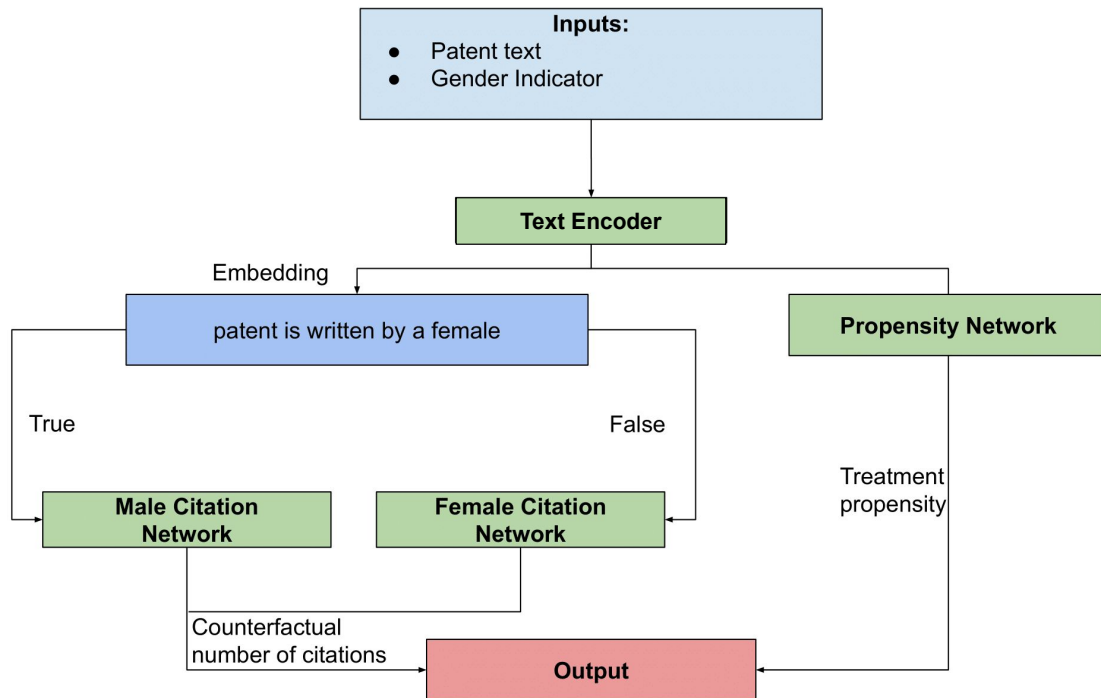 Inputs:
● Patent text
● Gender Indicator
Text Encoder
Embedding
patent is written by a female
Propensity Network
True
False
Male Citation
Network
Female Citation
Network
Treatment
propensity
Counterfactual
number of citations
Output